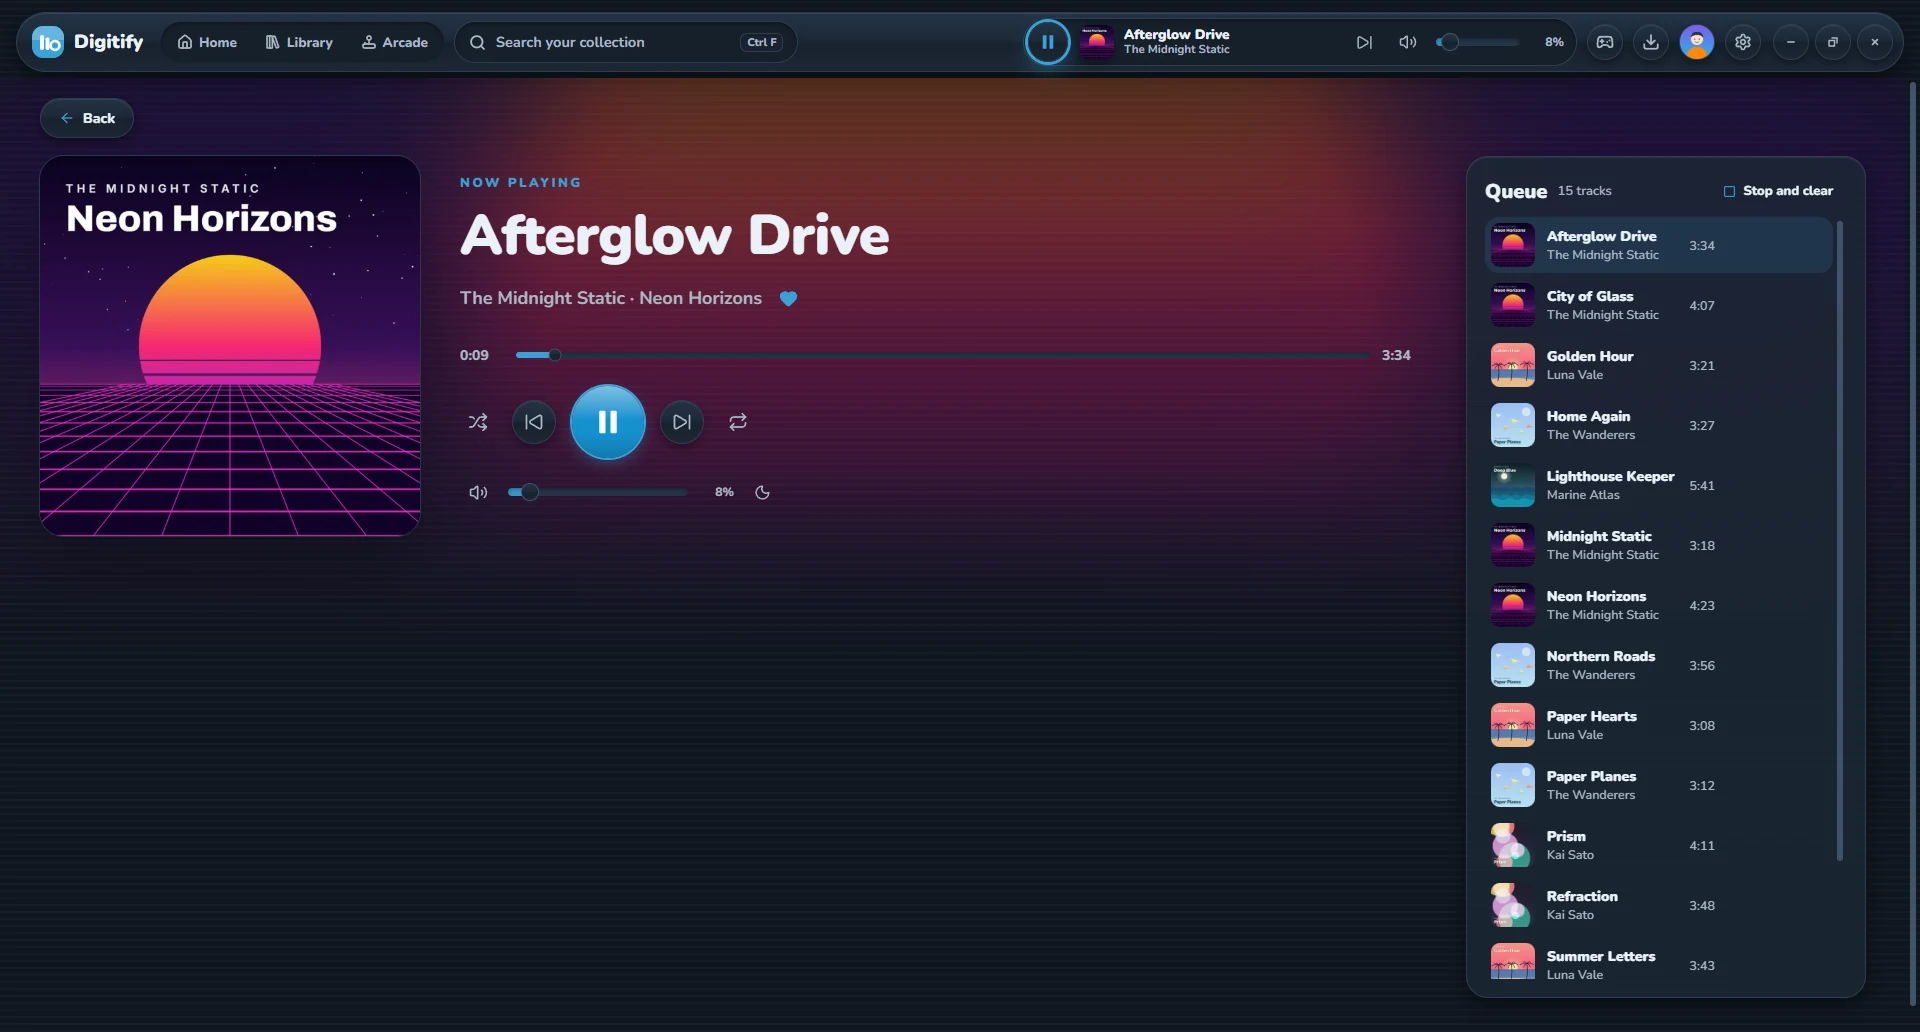 Digitify
Home
Library
Arcade
Search your collection
Ctrl F
Afterglow Drive
The Midnight Static
8%
Back
THE MIDNIGHT STATIC
Neon Horizons
NOW PLAYING
Afterglow Drive
The Midnight Static · Neon Horizons
0:09
3:34
8%
Queue
15 tracks
Stop and clear
Afterglow Drive
The Midnight Static
3:34
City of Glass
The Midnight Static
4:07
Golden Hour
Luna Vale
3:21
Home Again
The Wanderers
3:27
Lighthouse Keeper
Marine Atlas
5:41
Midnight Static
The Midnight Static
3:18
Neon Horizons
The Midnight Static
4:23
Northern Roads
The Wanderers
3:56
Paper Hearts
Luna Vale
3:08
Paper Planes
The Wanderers
3:12
Prism
Kai Sato
4:11
Refraction
Kai Sato
3:48
Summer Letters
Luna Vale
3:43